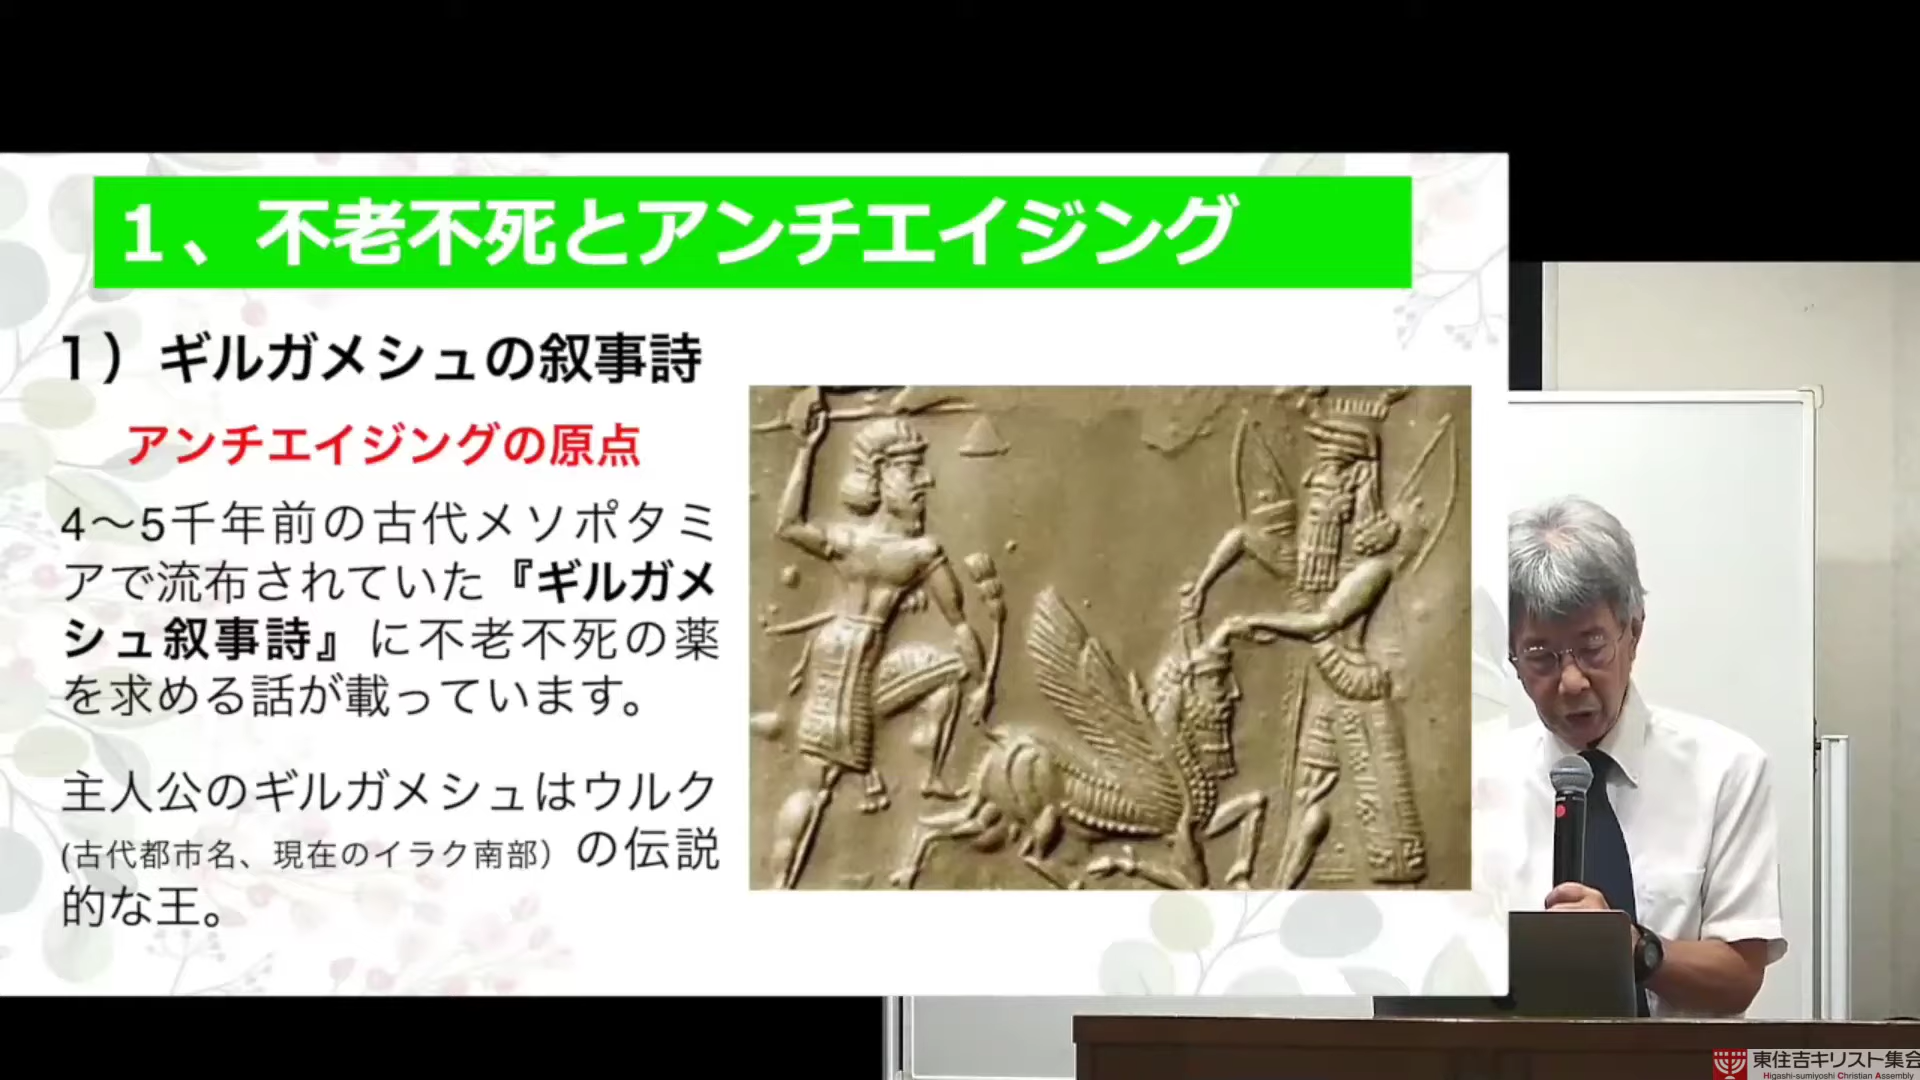 １、不老不死とアンチエイジング
１）ギルガメシュの叙事詩
アンチエイジングの原点
4〜5千年前の古代メソポタミ
アで流布されていた『ギルガメ
シュ叙事詩』に不老不死の薬
を求める話が載っています。
主人公のギルガメシュはウルク
(古代都市名、現在のイラク南部）の伝説
的な王。
東住吉キリスト集会
Higashi-sumiyoshi Christian Assembly